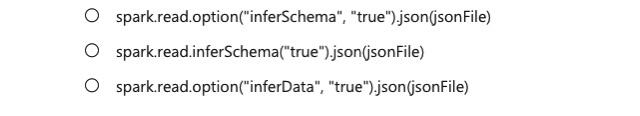 spark.read.option("inferSchema", "true").json(jsonFile)
spark.read.inferSchema("true").json(jsonFile)
spark.read.option("inferData", "true").json(jsonFile)